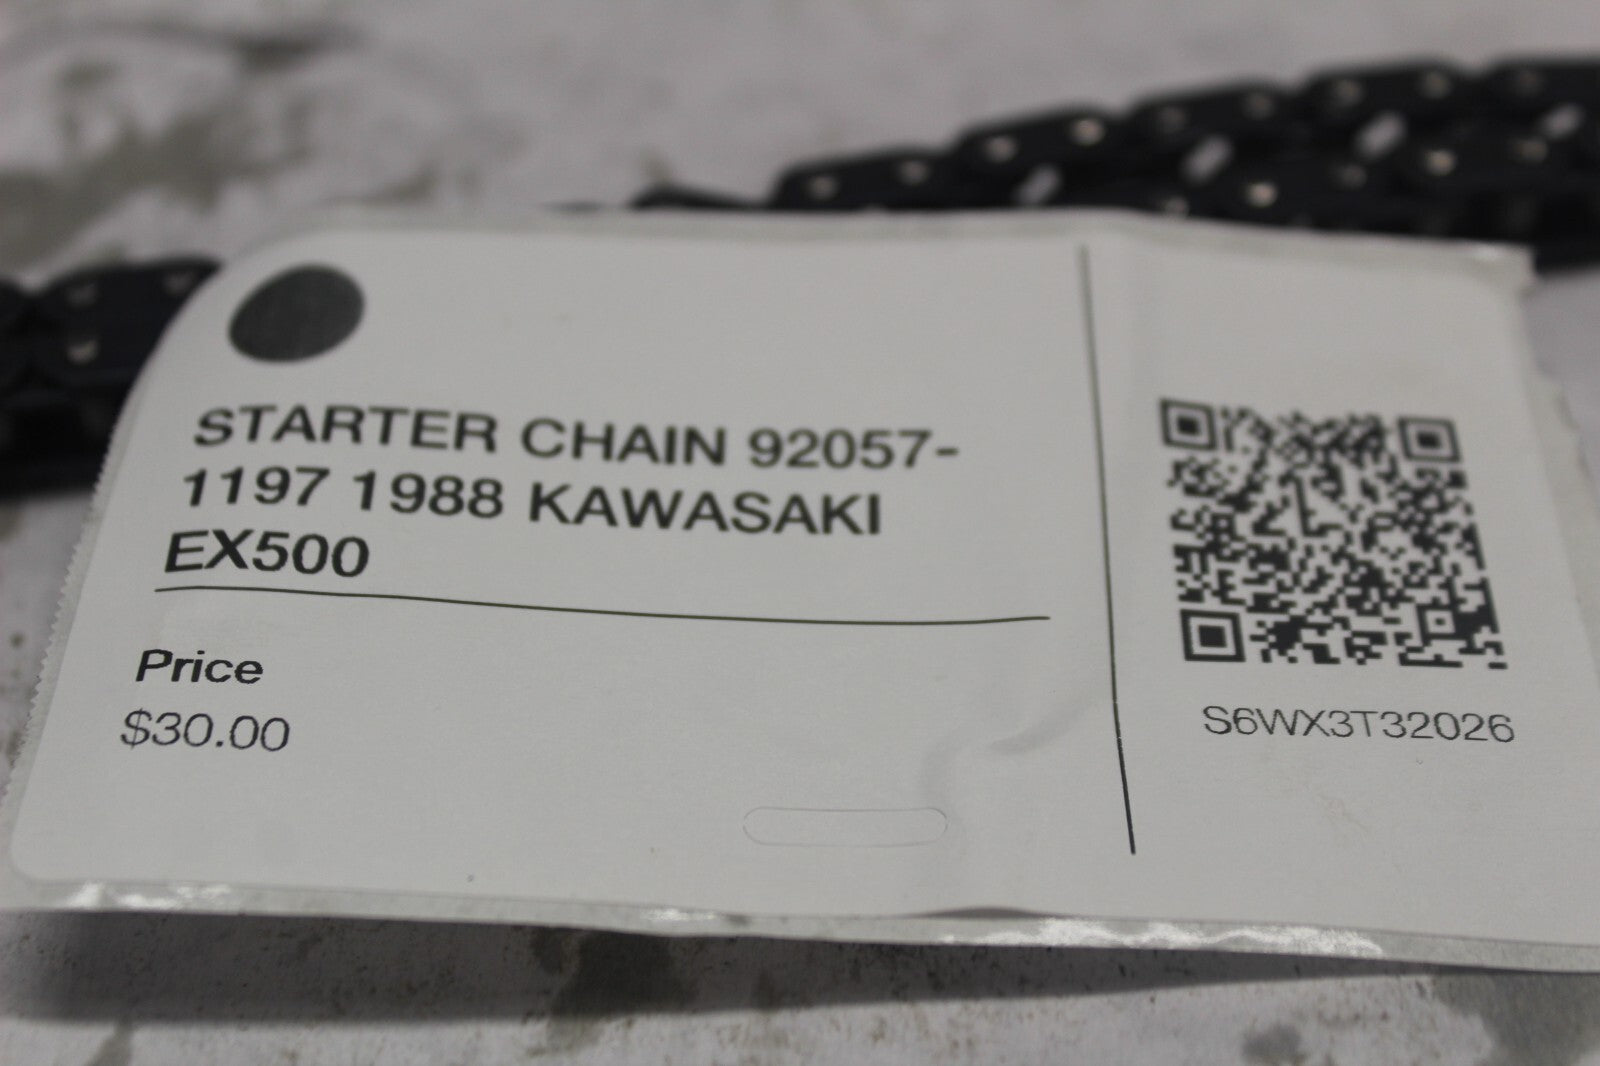 STARTER CHAIN 92057-
1197 1988 KAWASAKI
EX500
Price
$30.00
S6WX3T32026